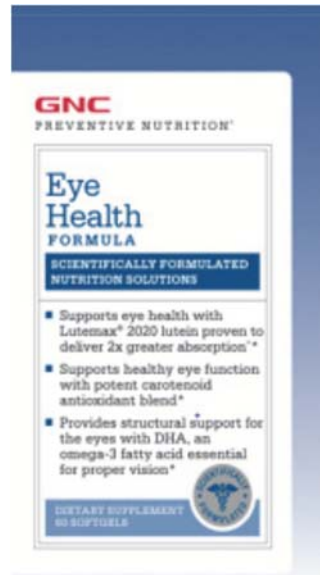 GNC
PREVENTIVE NUTRITION®
Eye
Health
FORMULA
SCIENTIFICALLY FORMULATED
NUTRITION SOLUTIONS
▪ Supports eye health with
Lutemax® 2020 lutein proven to
deliver 2x greater absorption^*
▪ Supports healthy eye function
with potent carotenoid
antioxidant blend*
▪ Provides structural support for
the eyes with DHA, an
omega-3 fatty acid essential
for proper vision*
DIETARY SUPPLEMENT
60 SOFTGELS
SCIENTIFICALLY
FORMULATED